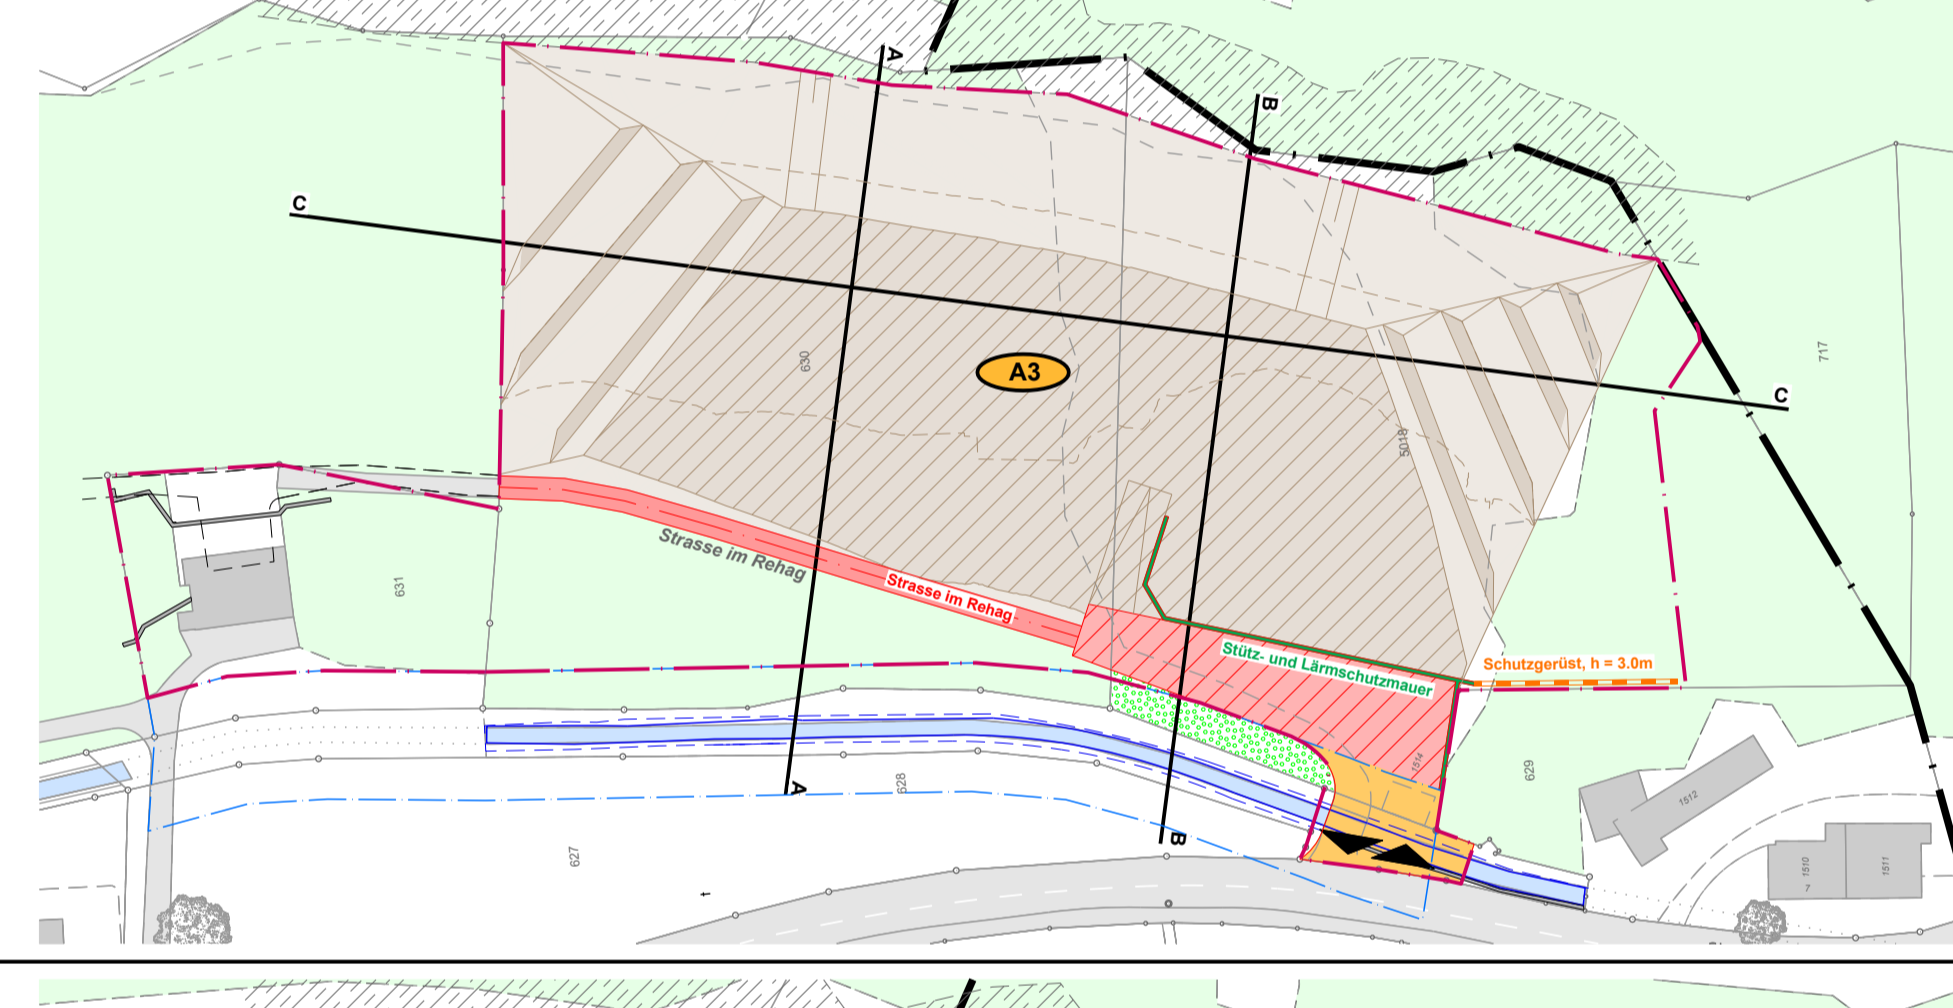 A
B
C
630
A3
717
C
5018
Strasse im Rehag
Strasse im Rehag
631
Stütz- und Lärmschutzmauer
Schutzgerüst, h = 3.0m
1514
629
A
628
B
627
1512
1510
7
1511